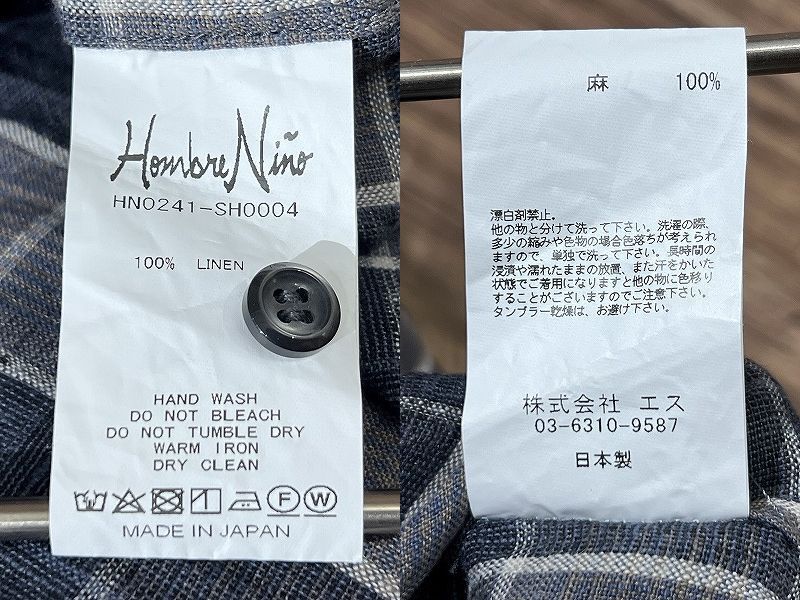 Hombre Niño
HN0241-SH0004
100% LINEN
HAND WASH
DO NOT BLEACH
DO NOT TUMBLE DRY
WARM IRON
DRY CLEAN
F W
MADE IN JAPAN
麻 100%
漂白剤禁止。
他の物と分けて洗って下さい。洗濯の際、
多少の縮みや色物の場合色落ちが考えられ
ますので、単独で洗って下さい。長時間の
浸漬や濡れたままの放置、また汗をかいた
状態でご着用になりますと他の物に色移り
することがございますのでご注意下さい。
タンブラー乾燥は、お避け下さい。
株式会社 エス
03-6310-9587
日本製